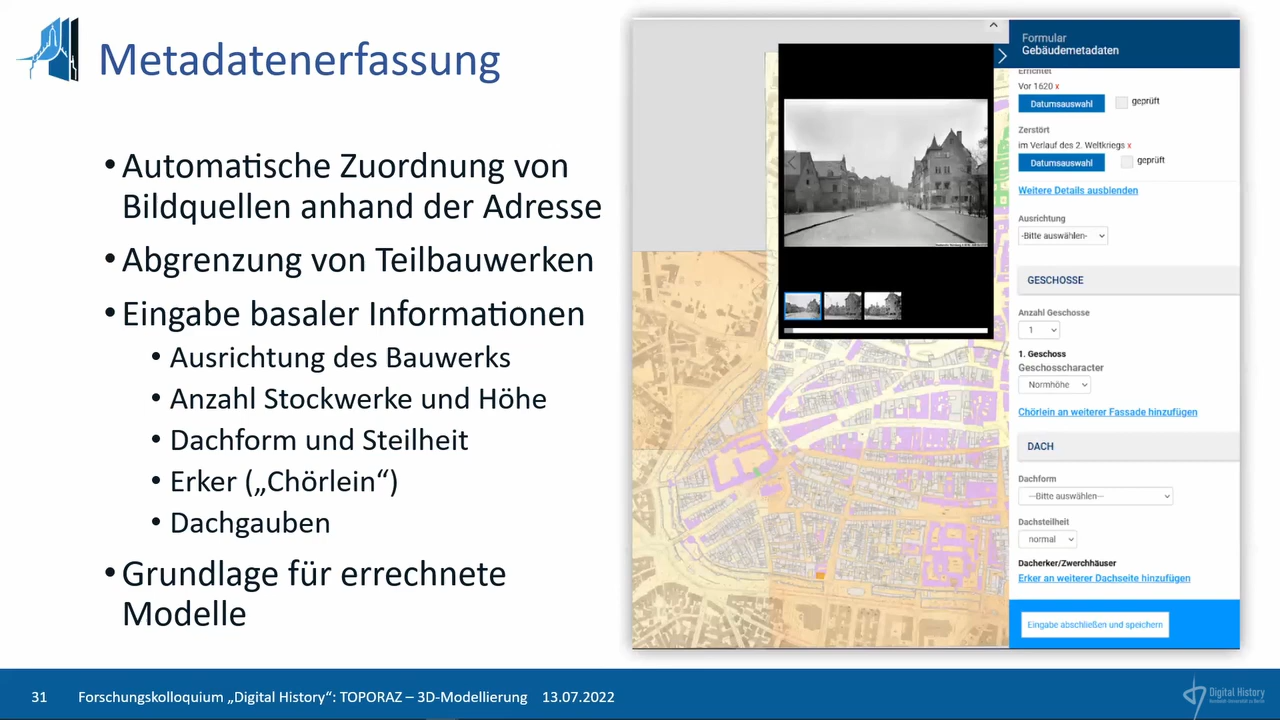 Metadatenerfassung
• Automatische Zuordnung von
Bildquellen anhand der Adresse
• Abgrenzung von Teilbauwerken
• Eingabe basaler Informationen
• Ausrichtung des Bauwerks
• Anzahl Stockwerke und Höhe
• Dachform und Steilheit
• Erker („Chörlein“)
• Dachgauben
• Grundlage für errechnete
Modelle
Formular
Gebäudemetadaten
Errichtet
Vor 1620 x
Datumsauswahl geprüft
Zerstört
im Verlauf des 2. Weltkriegs x
Datumsauswahl geprüft
Weitere Details ausblenden
Ausrichtung
-Bitte auswählen-
GESCHOSSE
Anzahl Geschosse
1
1. Geschoss
Geschosscharacter
Normhöhe
Chörlein an weiterer Fassade hinzufügen
DACH
Dachform
---Bitte auswählen---
Dachsteilheit
normal
Dacherker/Zwerchhäuser
Erker an weiterer Dachseite hinzufügen
Eingabe abschließen und speichern
31 Forschungskolloquium „Digital History“: TOPORAZ – 3D-Modellierung 13.07.2022
Digital History
Humboldt-Universität zu Berlin